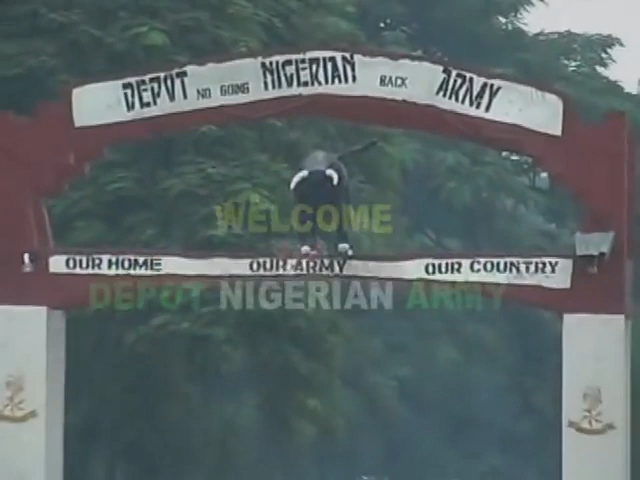 DEPOT NO GOING NIGERIAN BACK ARMY
WELCOME
OUR HOME OUR ARMY OUR COUNTRY
DEPOT NIGERIAN ARMY